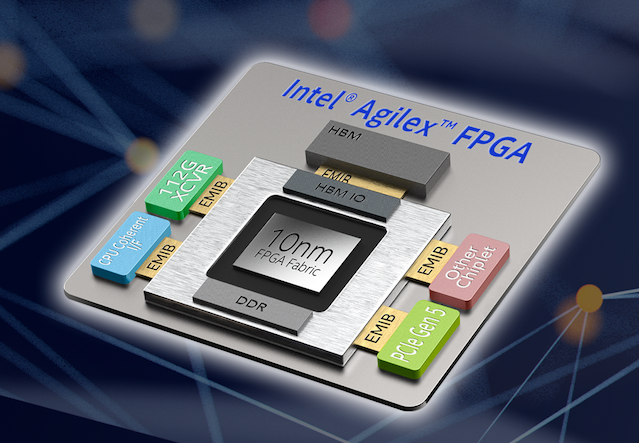 Intel® Agilex™ FPGA
HBM
EMIB
HBM IO
112G
XCVR
EMIB
CPU Coherent
I/F
EMIB
10nm
FPGA Fabric
DDR
EMIB
Other
Chiplet
EMIB
PCIe Gen 5